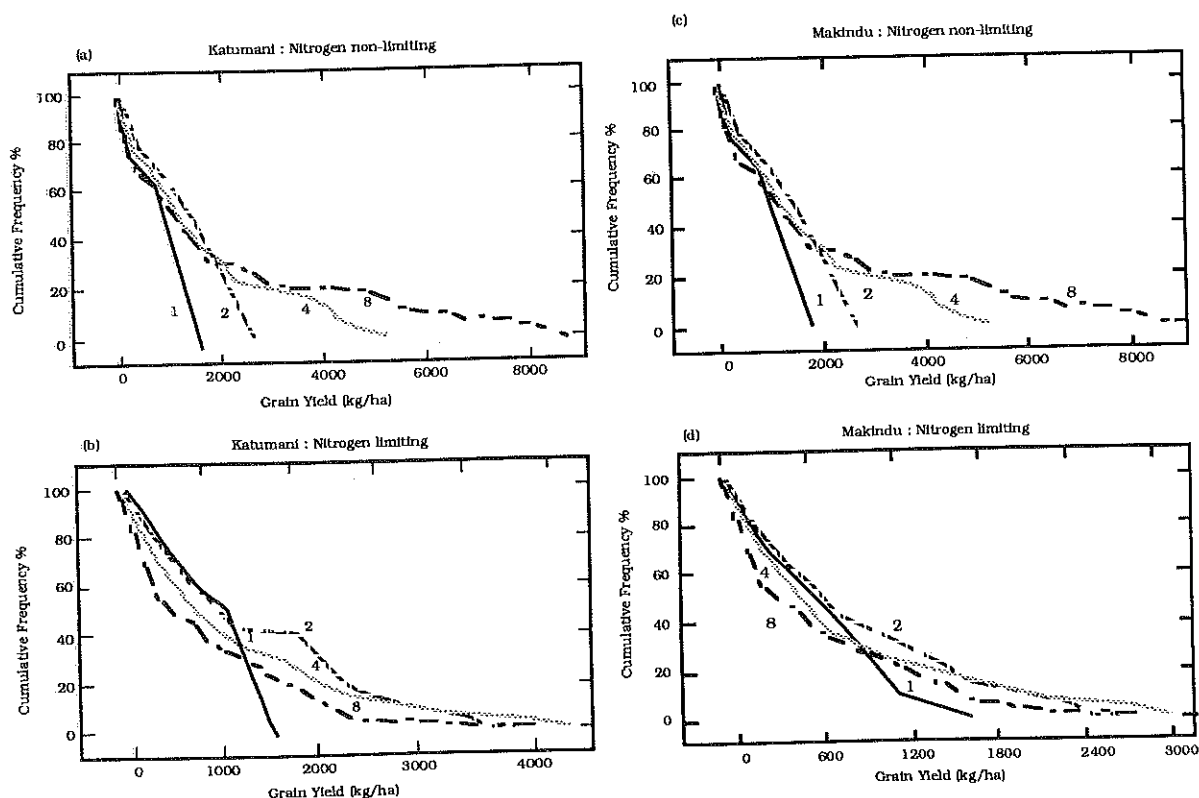 (a)
Katumani : Nitrogen non-limiting
Cumulative Frequency %
100
80
60
40
20
0
1
2
4
8
0 2000 4000 6000 8000
Grain Yield (kg/ha)
(c)
Makindu : Nitrogen non-limiting
Cumulative Frequency %
100
80
60
40
20
0
1
2
4
8
0 2000 4000 6000 8000
Grain Yield (kg/ha)
(b)
Katumani : Nitrogen limiting
Cumulative Frequency %
100
80
60
40
20
0
1
2
4
8
0 1000 2000 3000 4000
Grain Yield (kg/ha)
(d)
Makindu : Nitrogen limiting
Cumulative Frequency %
100
80
60
40
20
0
4
8
2
1
0 600 1200 1800 2400 3000
Grain Yield (kg/ha)